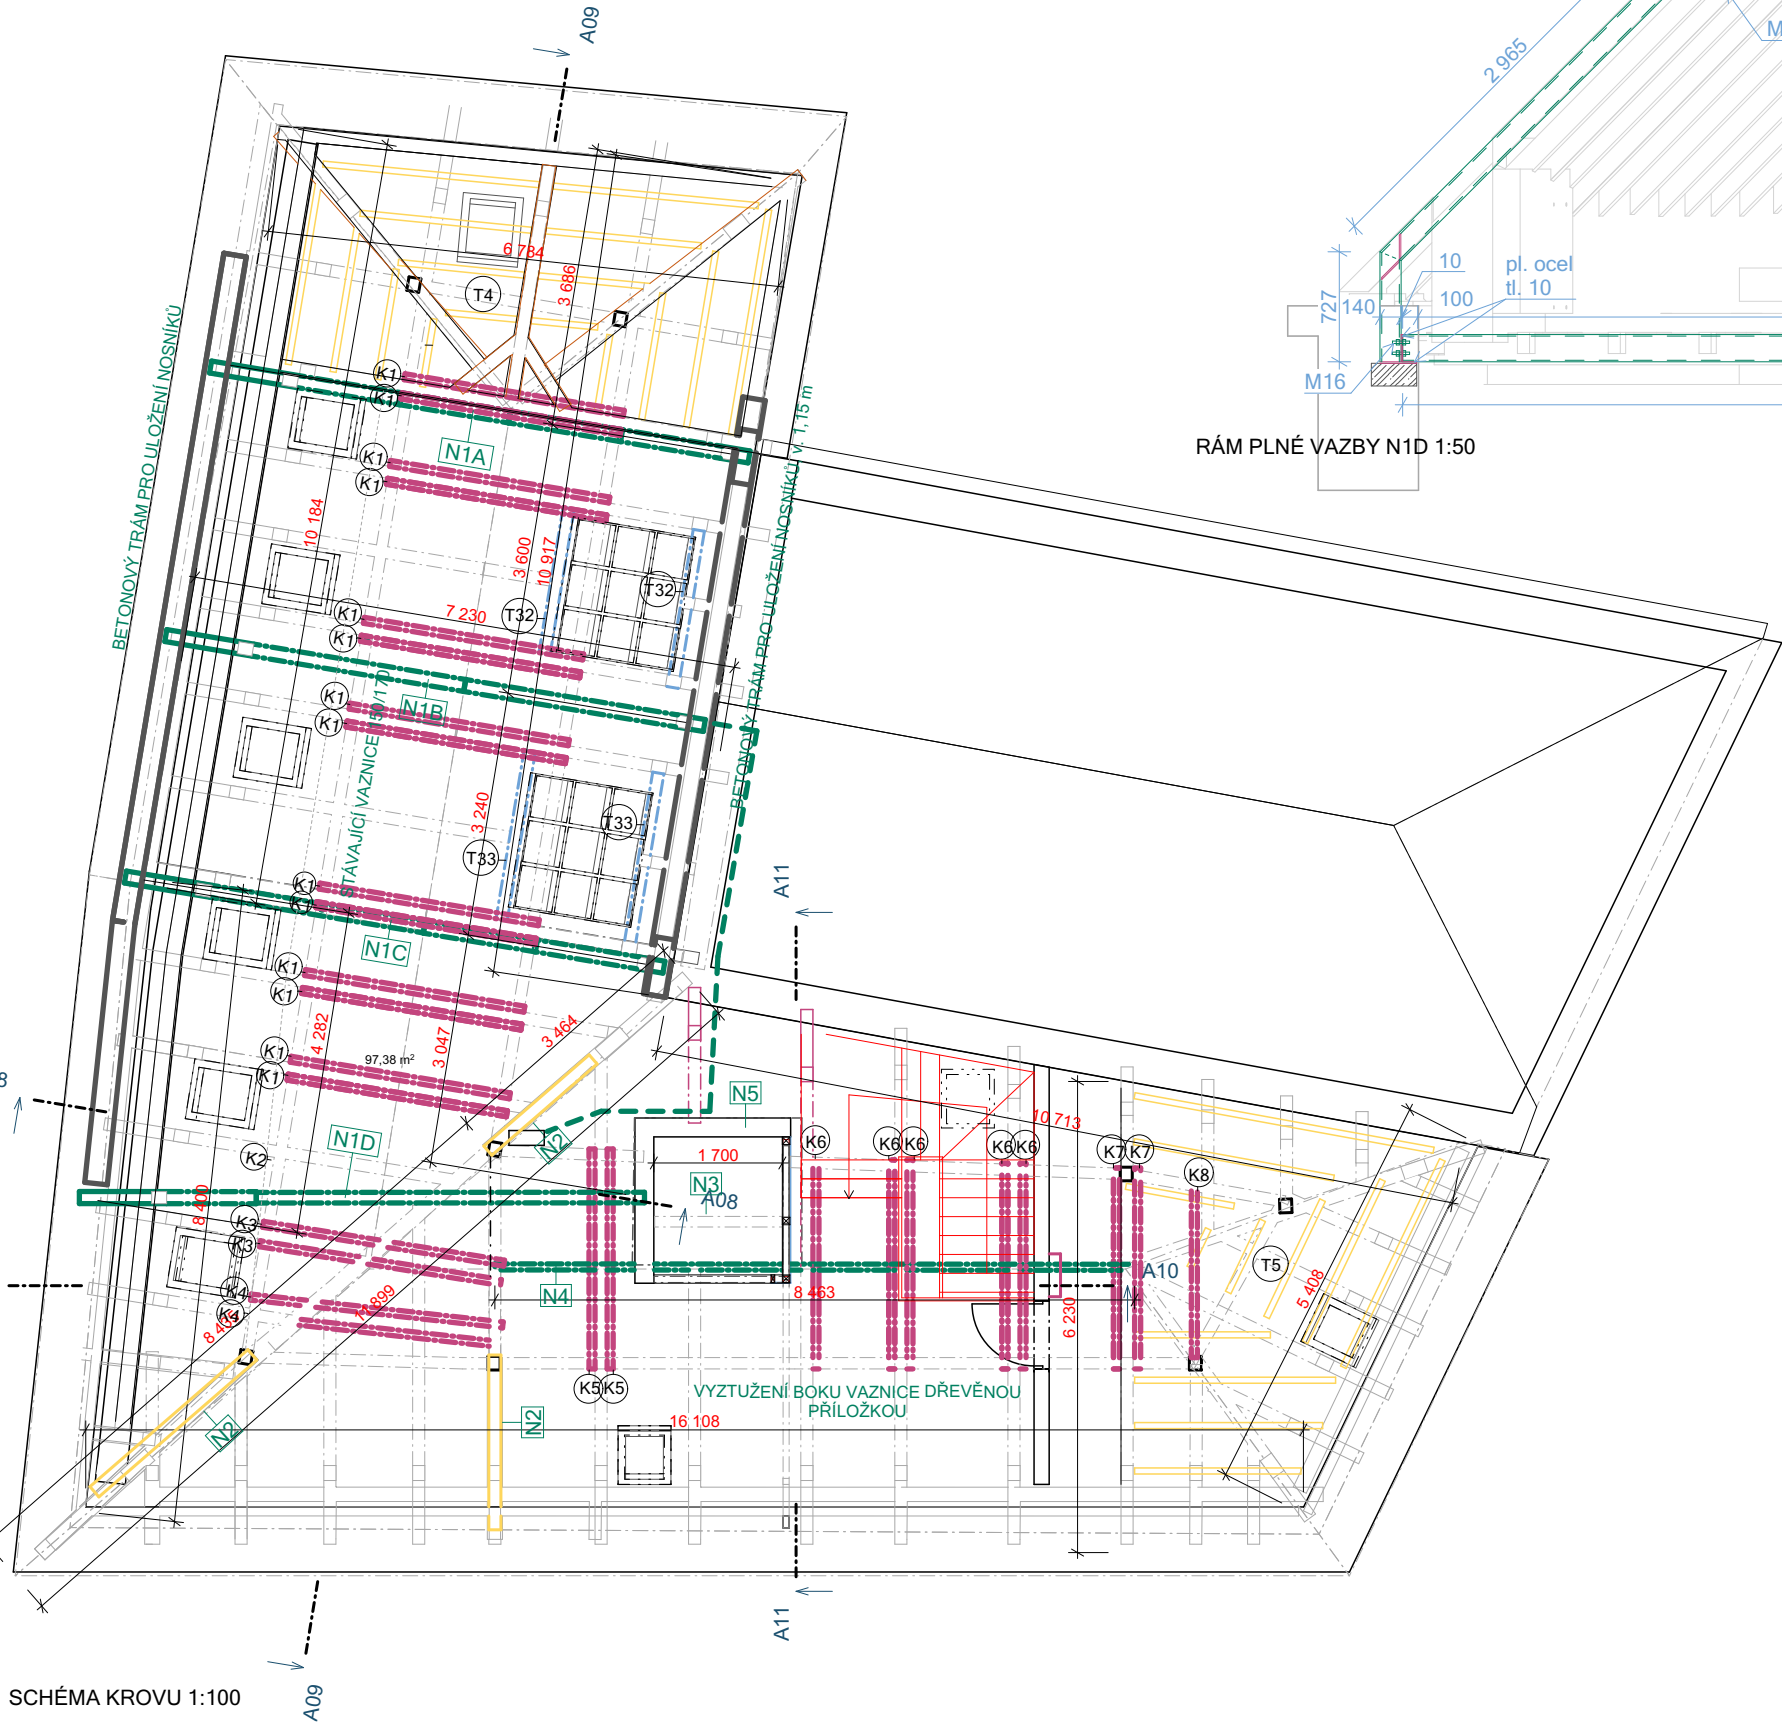 A09
2 965
M
6 784
3 686
T4
10
pl. ocel
tl. 10
727
140
100
M16
RÁM PLNÉ VAZBY N1D 1:50
BETONOVÝ TRÁM PRO ULOŽENÍ NOSNÍKŮ
BETONOVÝ TRÁM PRO ULOŽENÍ NOSNÍKŮ v. 1,15 m
K1
K1
N1A
K1
K1
10 184
3 600
10 917
T32
T32
K1
7 230
K1
K1
N1B
K1
STÁVAJÍCÍ VAZNICE 150/170
3 240
T33
T33
K1
K1
N1C
A11
K1
K1
4 282
3 047
3 464
97,38 m²
K1
K1
8
N1D
N2
N5
10 713
K2
1 700
N3
A08
K6
K6
K6
K6
K6
K7
K7
K8
8 400
K3
K3
K4
K4
N4
8 463
A10
T5
5 408
6 230
K5
K5
VYZTUŽENÍ BOKU VAZNICE DŘEVĚNOU
PŘÍLOŽKOU
N2
N2
16 108
A11
A09
SCHÉMA KROVU 1:100